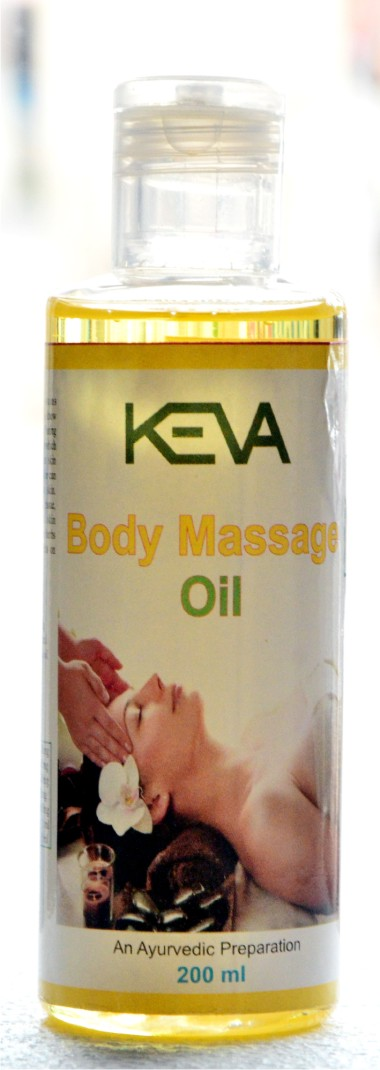 KEVA
Body Massage
Oil
An Ayurvedic Preparation
200 ml